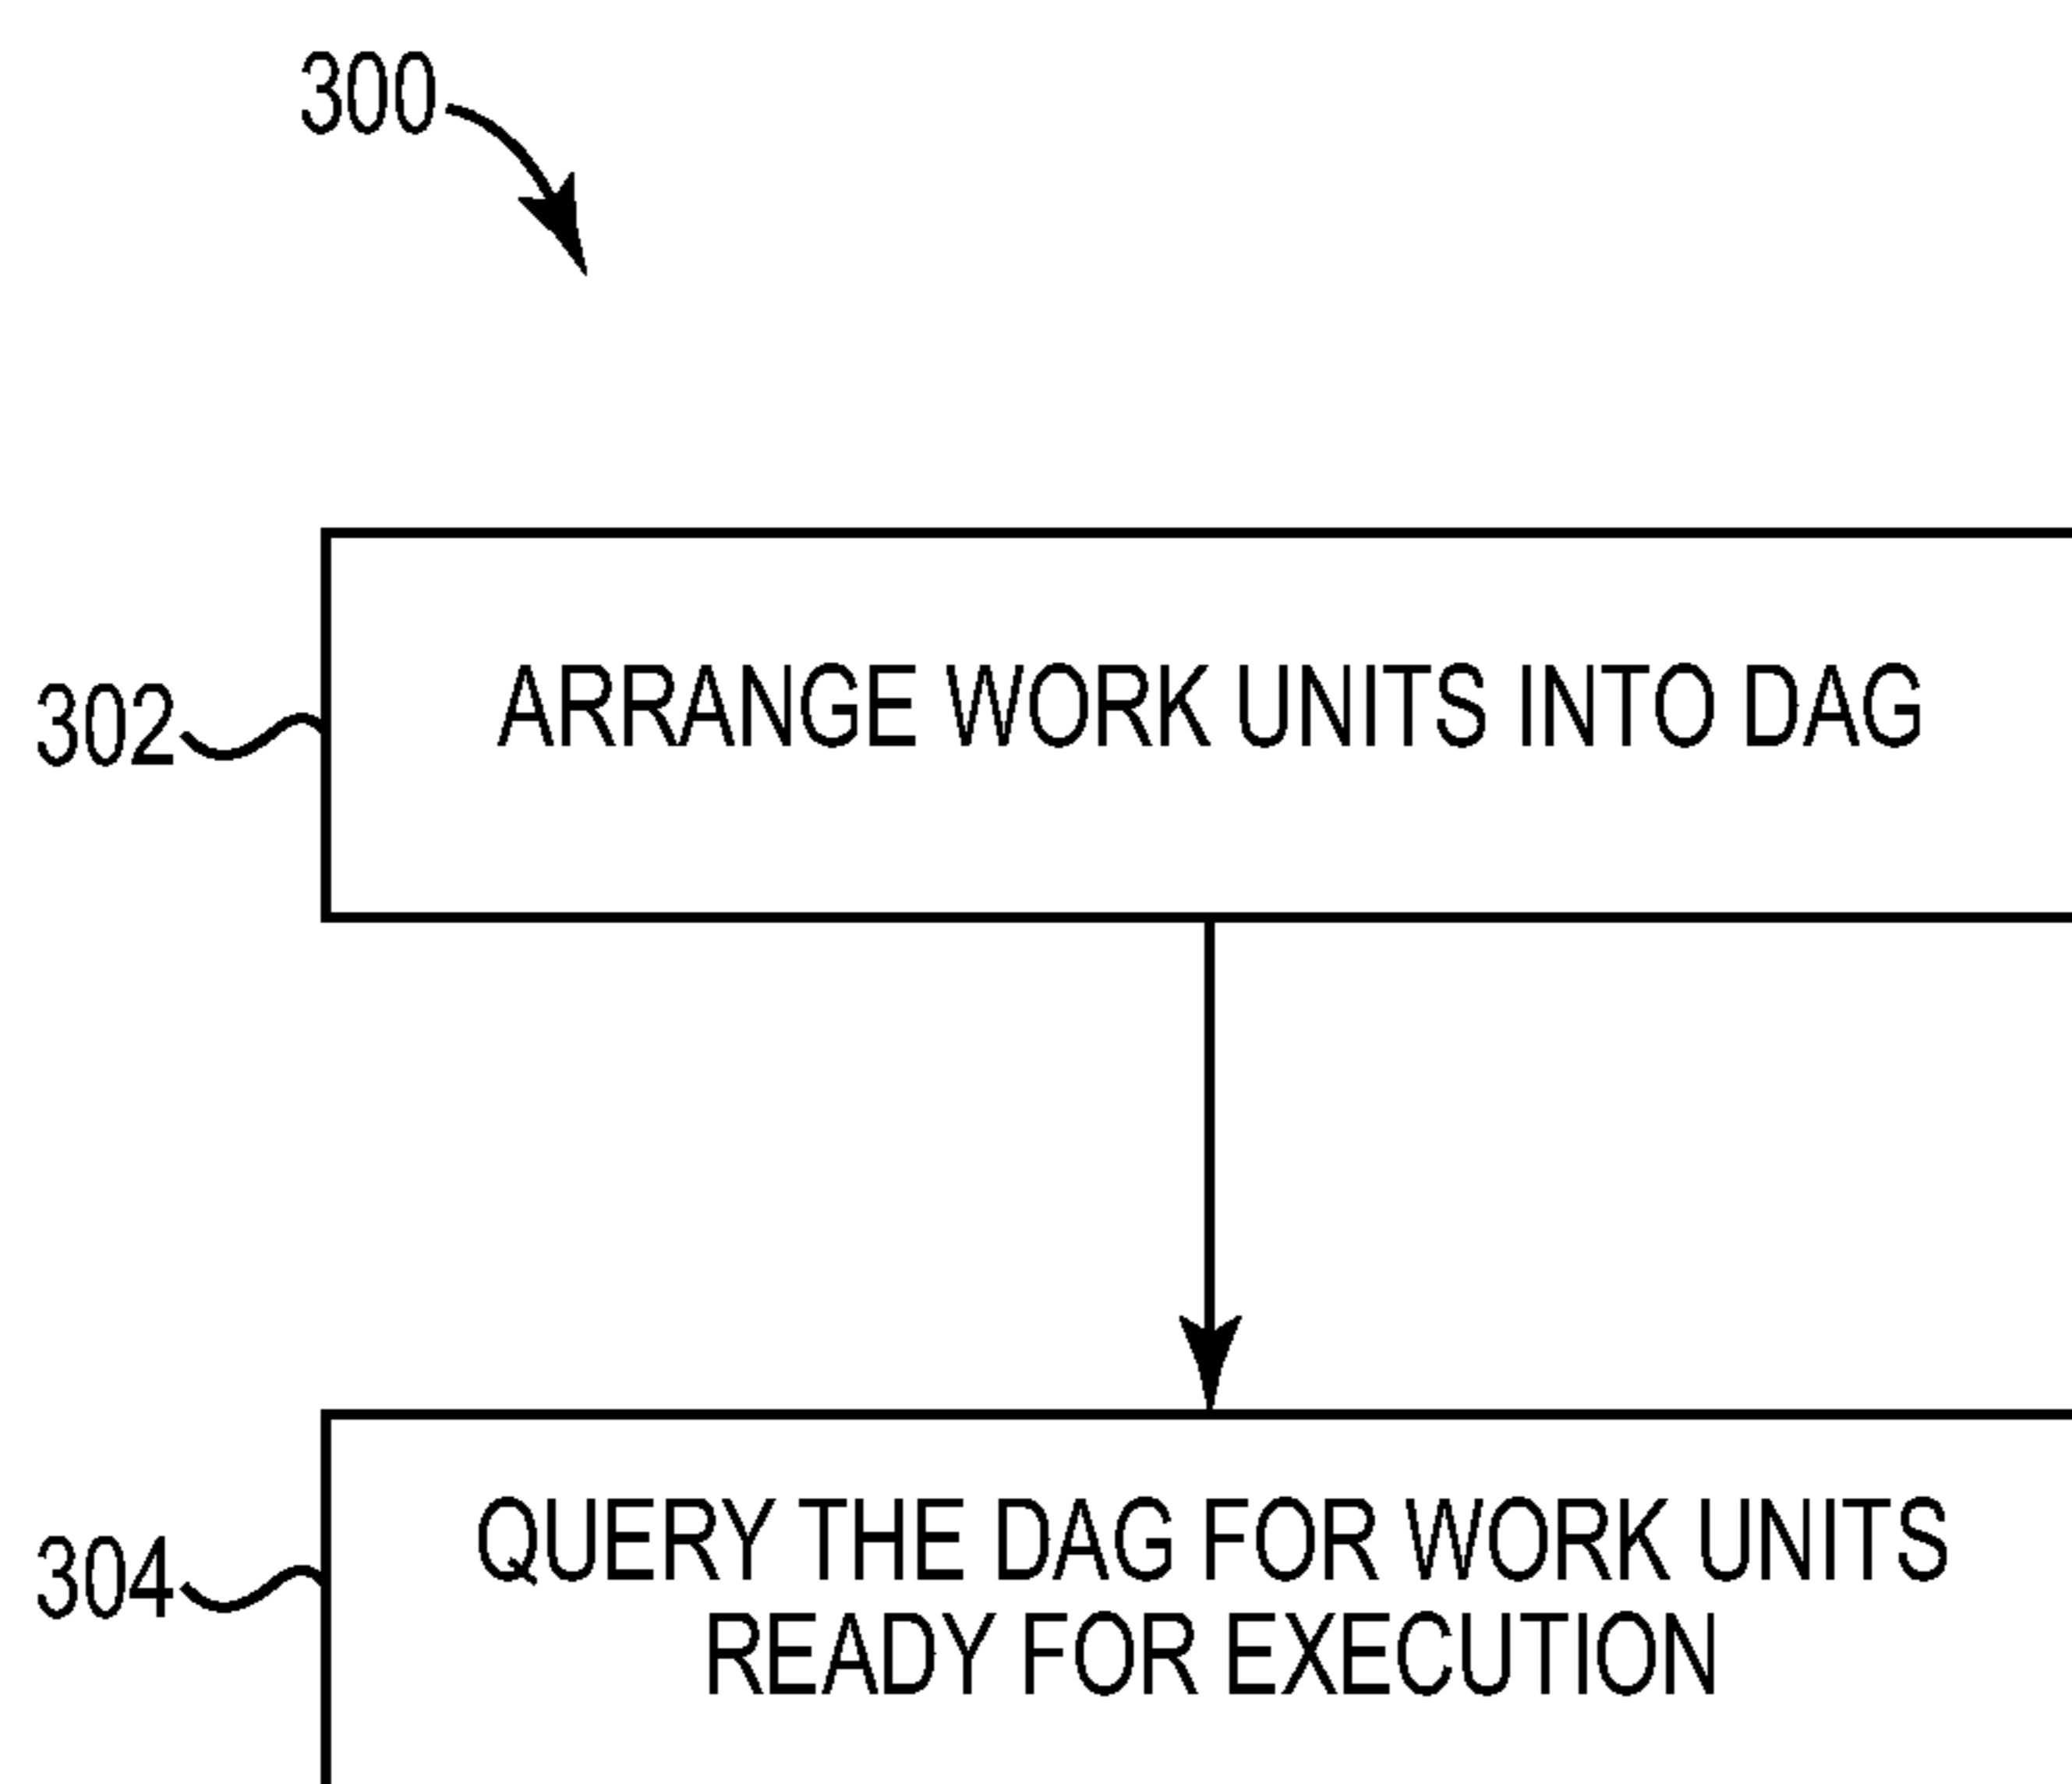 300
302
ARRANGE WORK UNITS INTO DAG
304
QUERY THE DAG FOR WORK UNITS
READY FOR EXECUTION